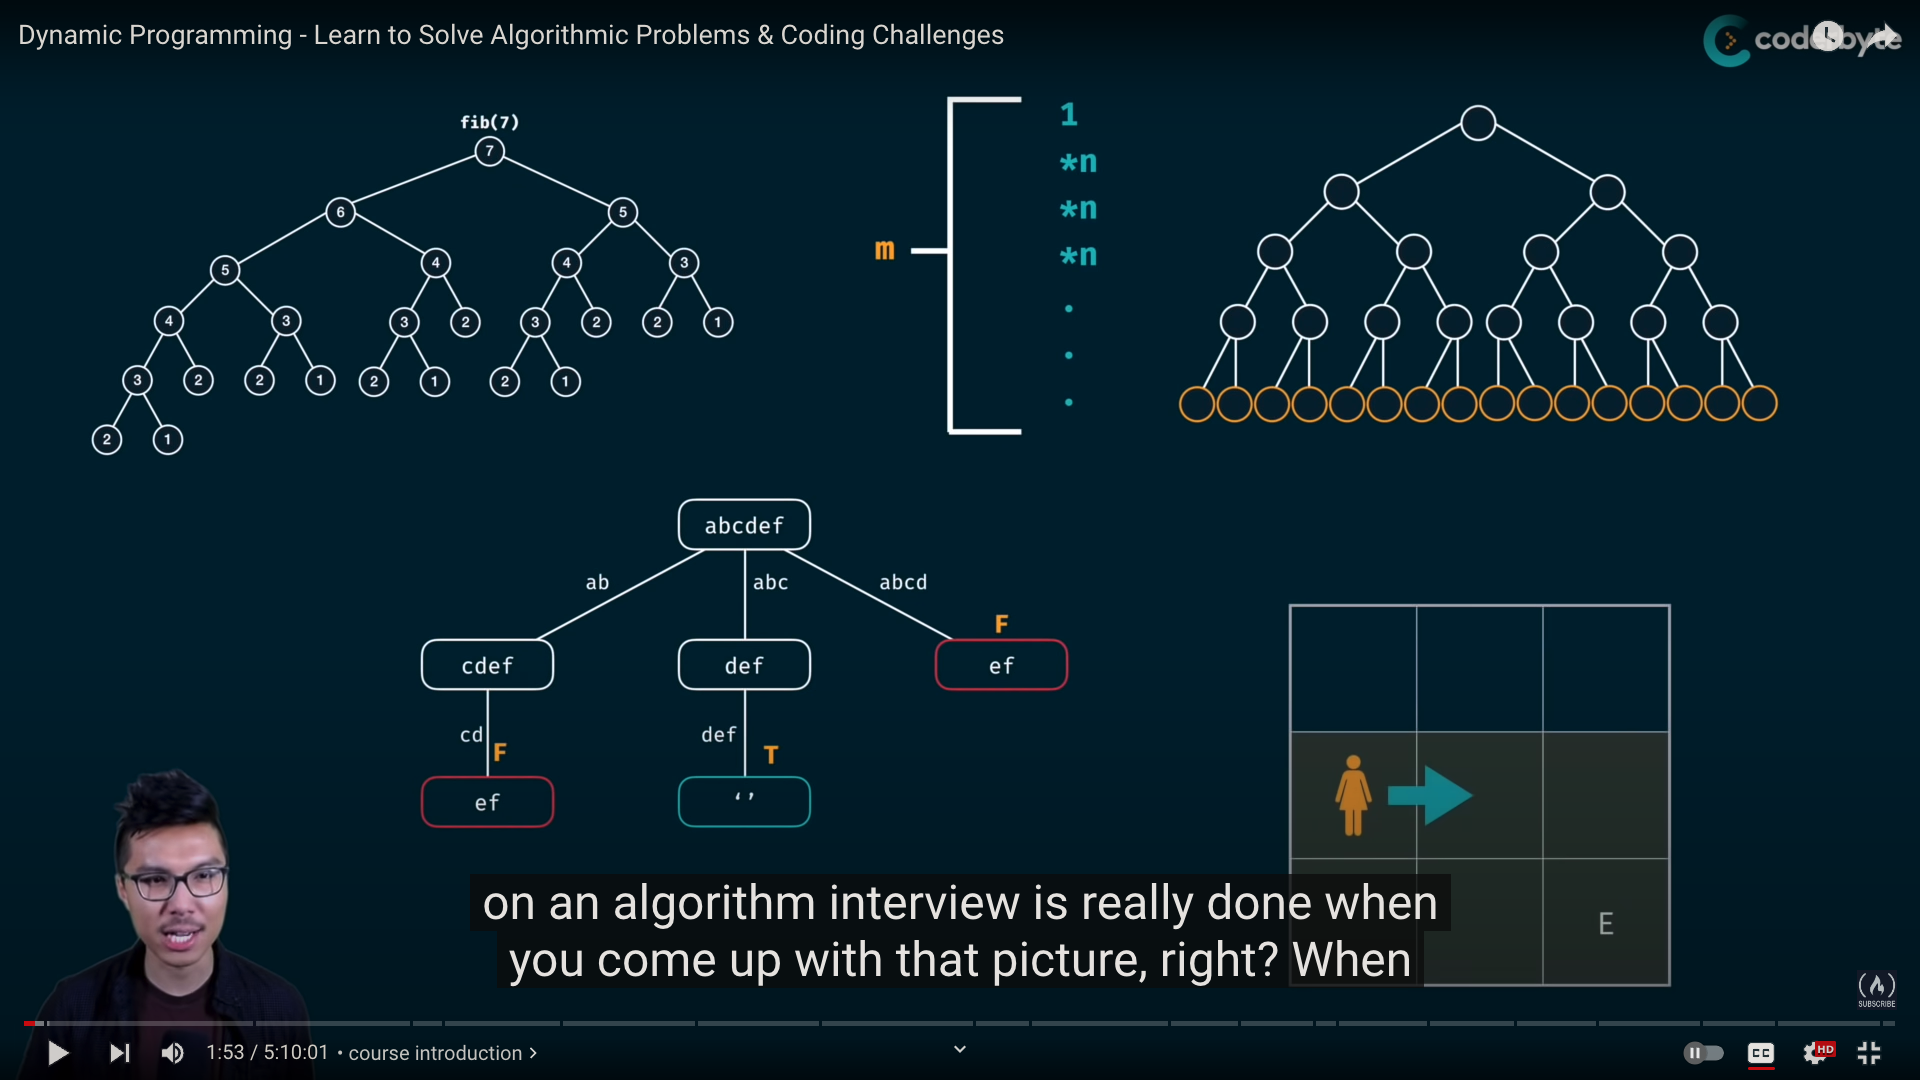 Dynamic Programming - Learn to Solve Algorithmic Problems & Coding Challenges
coderbyte
fib(7)
7
6
5
5
4
4
3
4
3
3
2
3
2
2
1
3
2
2
1
2
1
2
1
2
1
m
1
*n
*n
*n
.
.
.
abcdef
ab
abc
abcd
F
cdef
def
ef
cd
F
def
T
ef
‘’
E
on an algorithm interview is really done when
you come up with that picture, right? When
SUBSCRIBE
1:53 / 5:10:01 • course introduction >
CC
HD